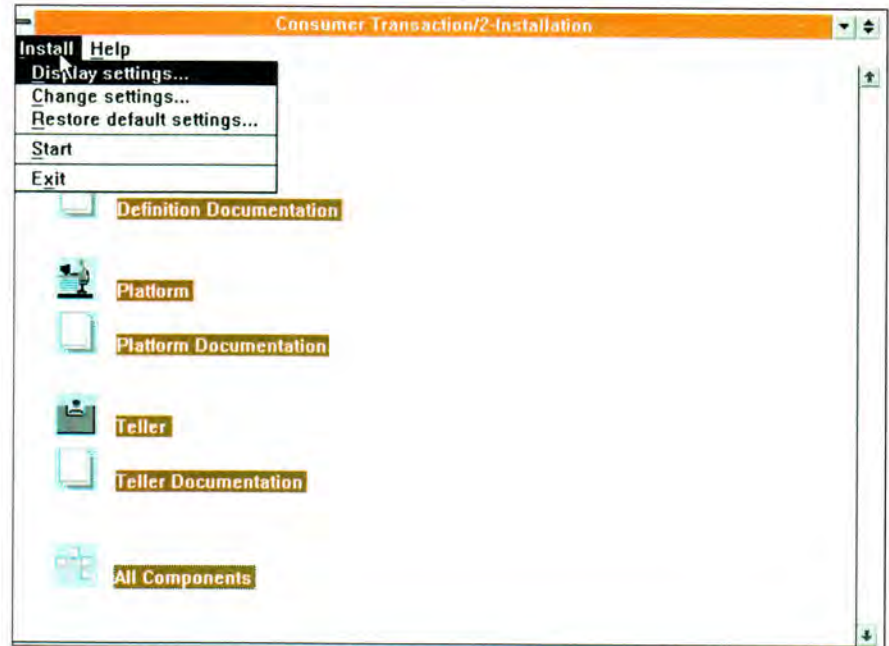 Consumer Transaction/2-Installation
Install Help
Display settings...
Change settings...
Restore default settings...
Start
Exit
Definition Documentation
Platform
Platform Documentation
Teller
Teller Documentation
All Components